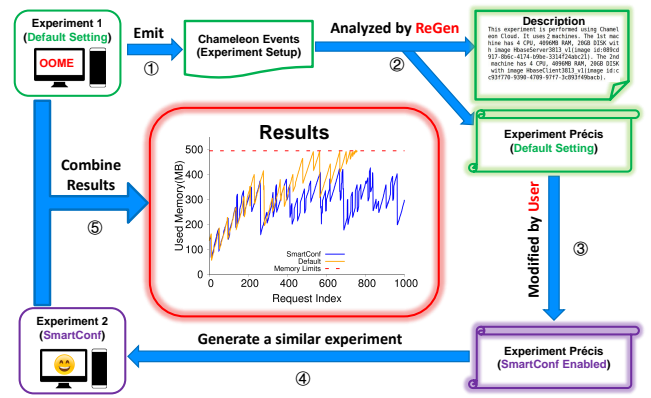 Experiment 1
(Default Setting)
OOME
Emit
①
Chameleon Events
(Experiment Setup)
Analyzed by ReGen
②
Description
This experiment is performed using Chamel
eon Cloud. It uses 2 machines. The 1st mac
hine has 4 CPU, 4096MB RAM, 20GB DISK wit
h image HbaseServer3813_v1(image id:089cd
917-8b6c-4174-b9be-3314f24abc21). The 2nd
machine has 4 CPU, 4096MB RAM, 20GB DISK
with image HbaseClient3813_v1(image id:c
c93f770-9390-4709-97f7-3c893f49bacb).
Experiment Précis
(Default Setting)
Modified by User
③
Experiment Précis
(SmartConf Enabled)
Generate a similar experiment
④
Experiment 2
(SmartConf)
Combine
Results
⑤
Results
Used Memory(MB)
500
400
300
200
100
0
SmartConf
Default
Memory Limits
0 200 400 600 800 1000
Request Index